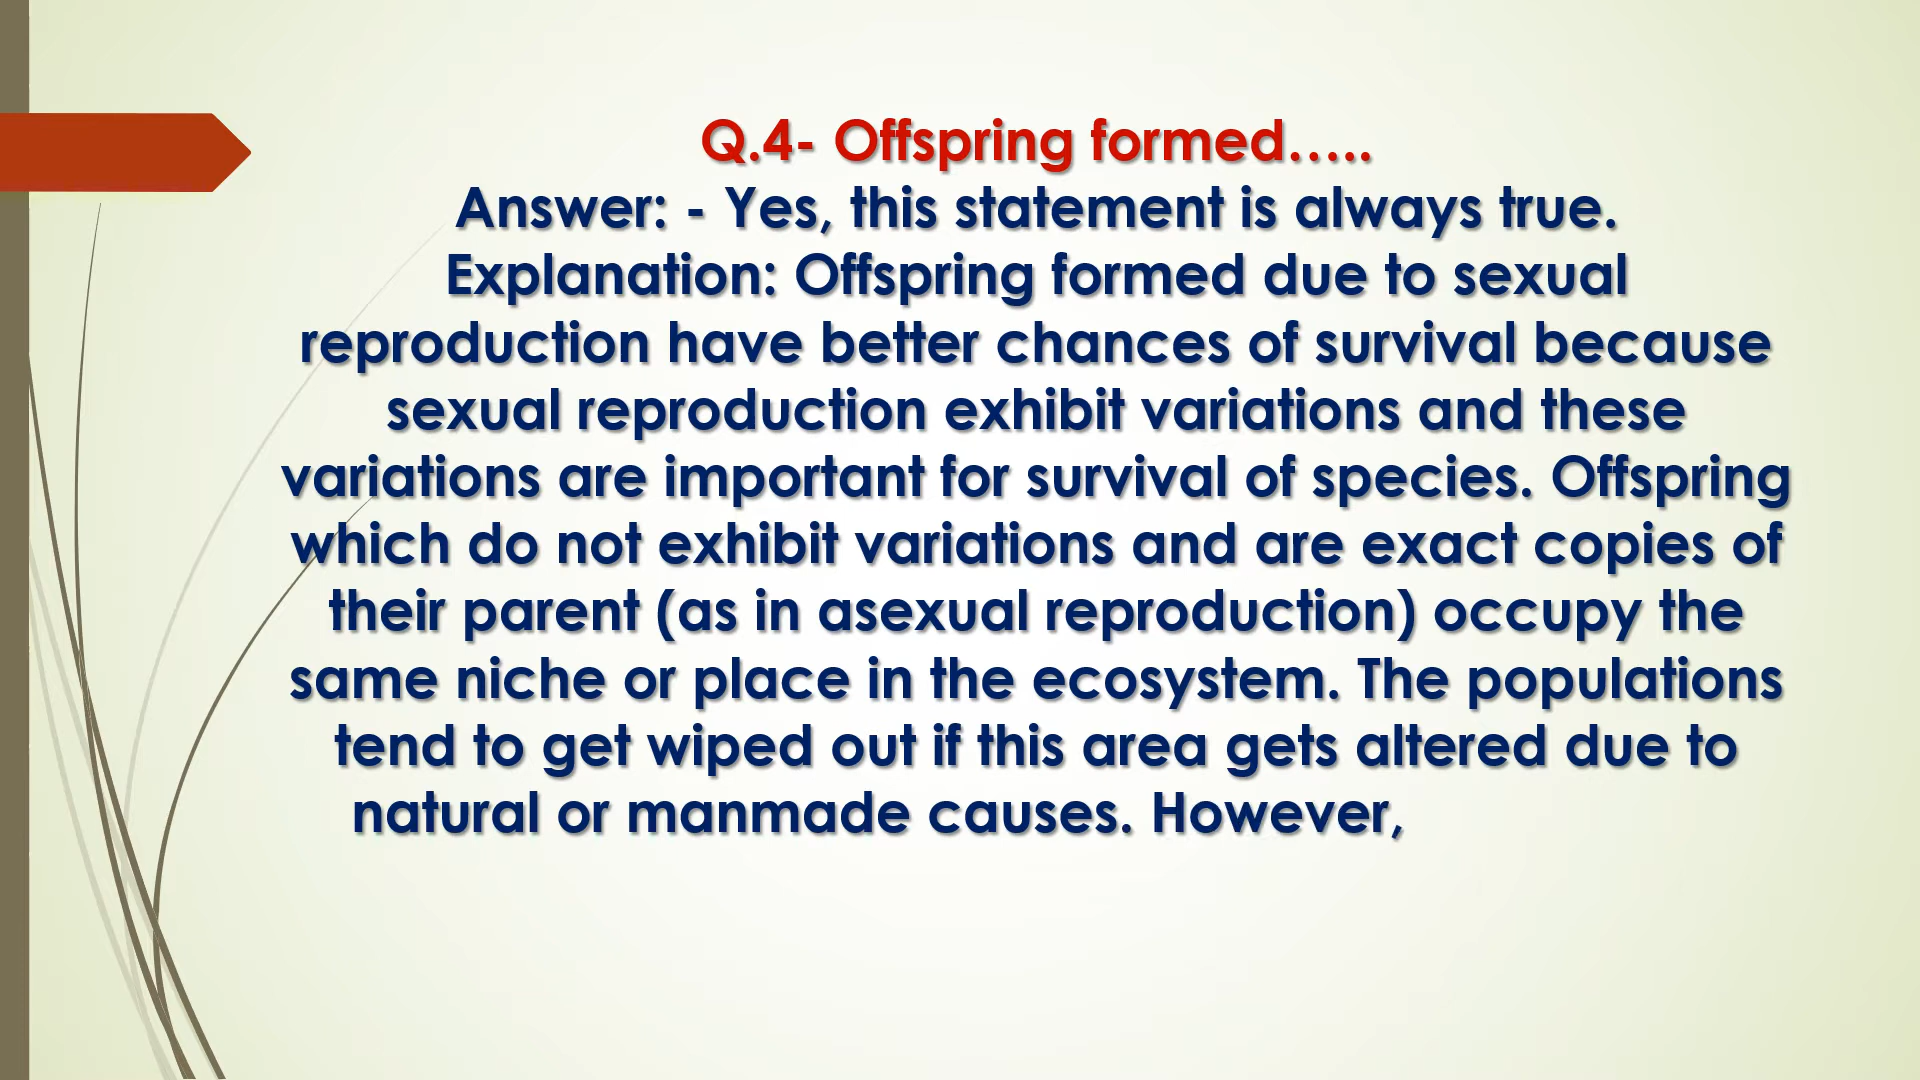 Q.4- Offspring formed…..
Answer: - Yes, this statement is always true.
Explanation: Offspring formed due to sexual
reproduction have better chances of survival because
sexual reproduction exhibit variations and these
variations are important for survival of species. Offspring
which do not exhibit variations and are exact copies of
their parent (as in asexual reproduction) occupy the
same niche or place in the ecosystem. The populations
tend to get wiped out if this area gets altered due to
natural or manmade causes. However,